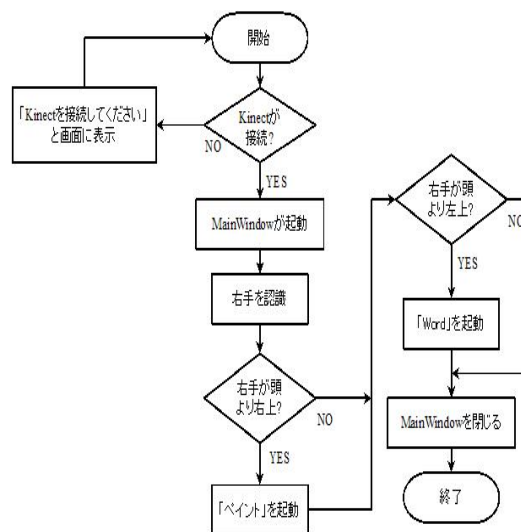 開始
Kinectが
接続?
NO
「Kinectを接続してください」
と画面に表示
YES
MainWindowが起動
右手を認識
右手が頭
より右上?
NO
YES
「ペイント」を起動
右手が頭
より左上?
NO
YES
「Word」を起動
MainWindowを閉じる
終了